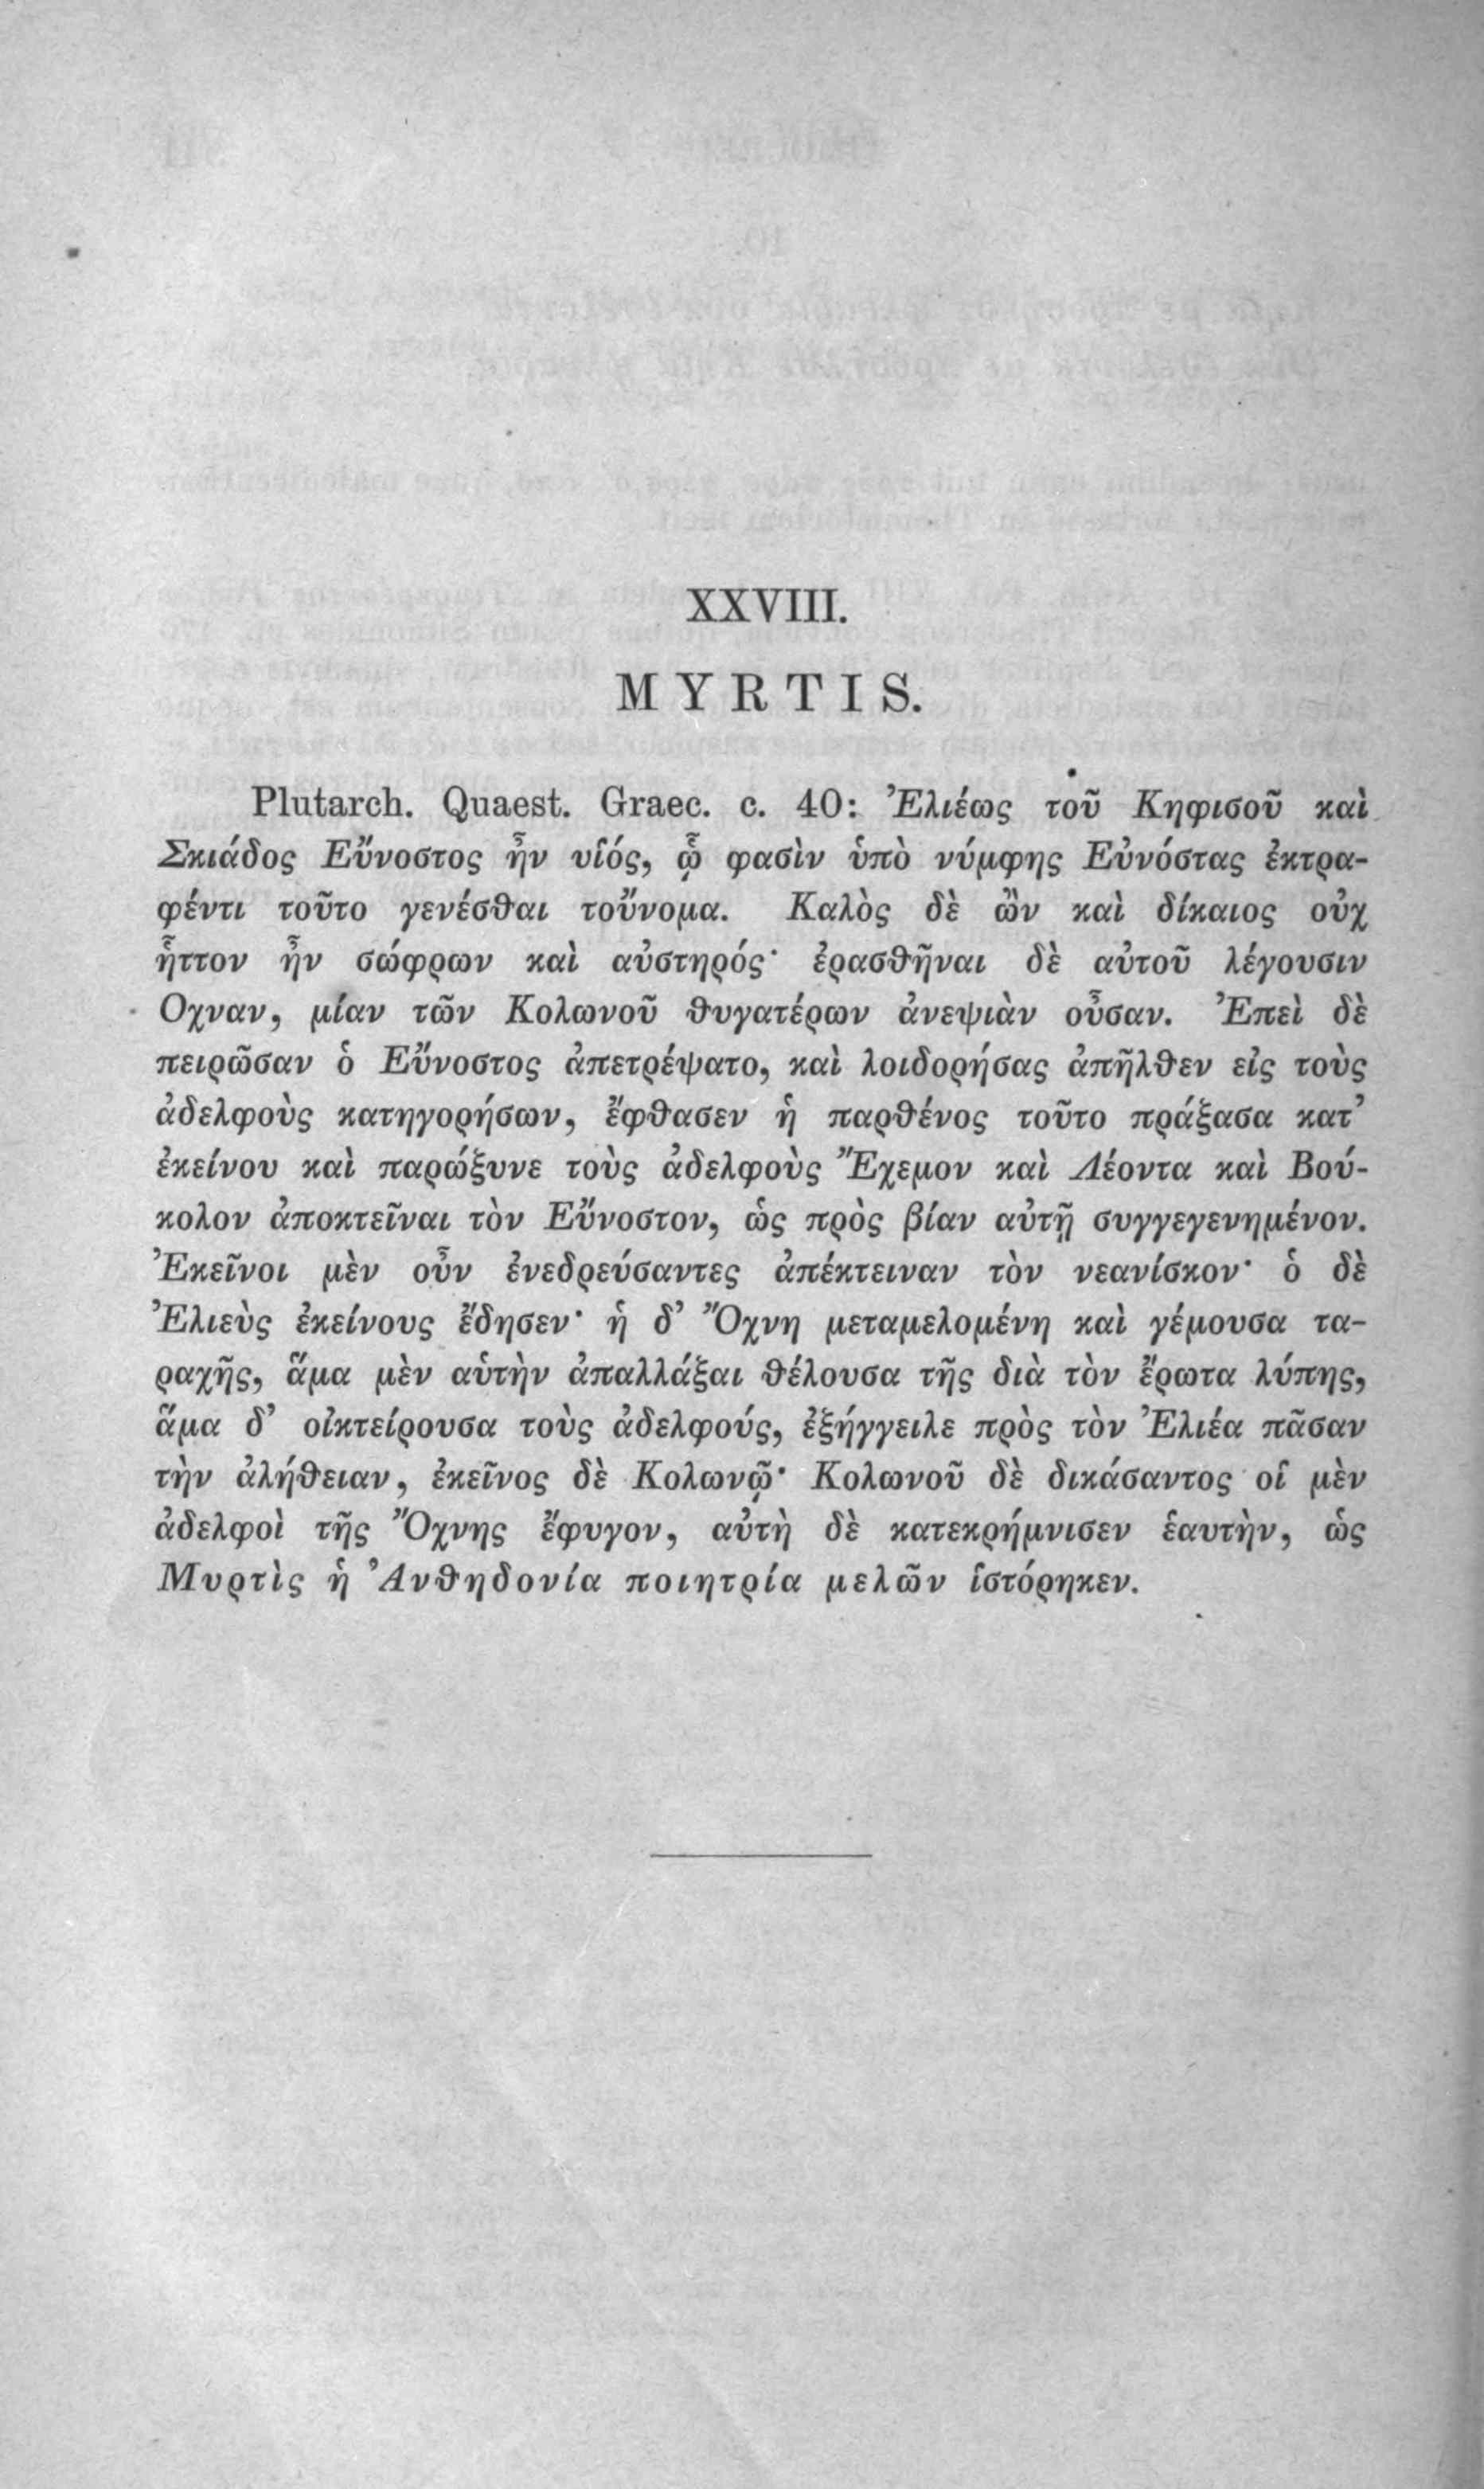 XXVIII.
MYRTIS.
Plutarch. Quaest. Graec. c. 40: Ἐλιέως τοῦ Κηφισοῦ καὶ
Σκιάδος Εὔνοστος ἦν υἱός, ᾧ φασὶν ὑπὸ νύμφης Εὐνόστας ἐκτρα-
φέντι τοῦτο γενέσθαι τοὔνομα. Καλὸς δὲ ὢν καὶ δίκαιος οὐχ
ἧττον ἦν σώφρων καὶ αὐστηρός· ἐρασθῆναι δὲ αὐτοῦ λέγουσιν
Οχναν, μίαν τῶν Κολωνοῦ θυγατέρων ἀνεψιὰν οὖσαν. Ἐπεὶ δὲ
πειρῶσαν ὁ Εὔνοστος ἀπετρέψατο, καὶ λοιδορήσας ἀπῆλθεν εἰς τοὺς
ἀδελφοὺς κατηγορήσων, ἔφθασεν ἡ παρθένος τοῦτο πράξασα κατ’
ἐκείνου καὶ παρώξυνε τοὺς ἀδελφοὺς Ἔχεμον καὶ Λέοντα καὶ Βού-
κολον ἀποκτεῖναι τὸν Εὔνοστον, ὡς πρὸς βίαν αὐτῇ συγγεγενημένον.
Ἐκεῖνοι μὲν οὖν ἐνεδρεύσαντες ἀπέκτειναν τὸν νεανίσκον· ὁ δὲ
Ἐλιεὺς ἐκείνους ἔδησεν· ἡ δ’ Ὄχνη μεταμελομένη καὶ γέμουσα τα-
ραχῆς, ἅμα μὲν αὑτὴν ἀπαλλάξαι θέλουσα τῆς διὰ τὸν ἔρωτα λύπης,
ἅμα δ’ οἰκτείρουσα τοὺς ἀδελφούς, ἐξήγγειλε πρὸς τὸν Ἐλιέα πᾶσαν
τὴν ἀλήθειαν, ἐκεῖνος δὲ Κολωνῷ· Κολωνοῦ δὲ δικάσαντος οἱ μὲν
ἀδελφοὶ τῆς Ὄχνης ἔφυγον, αὐτὴ δὲ κατεκρήμνισεν ἑαυτὴν, ὡς
Μυρτὶς ἡ Ἀνθηδονία ποιητρία μελῶν ἱστόρηκεν.